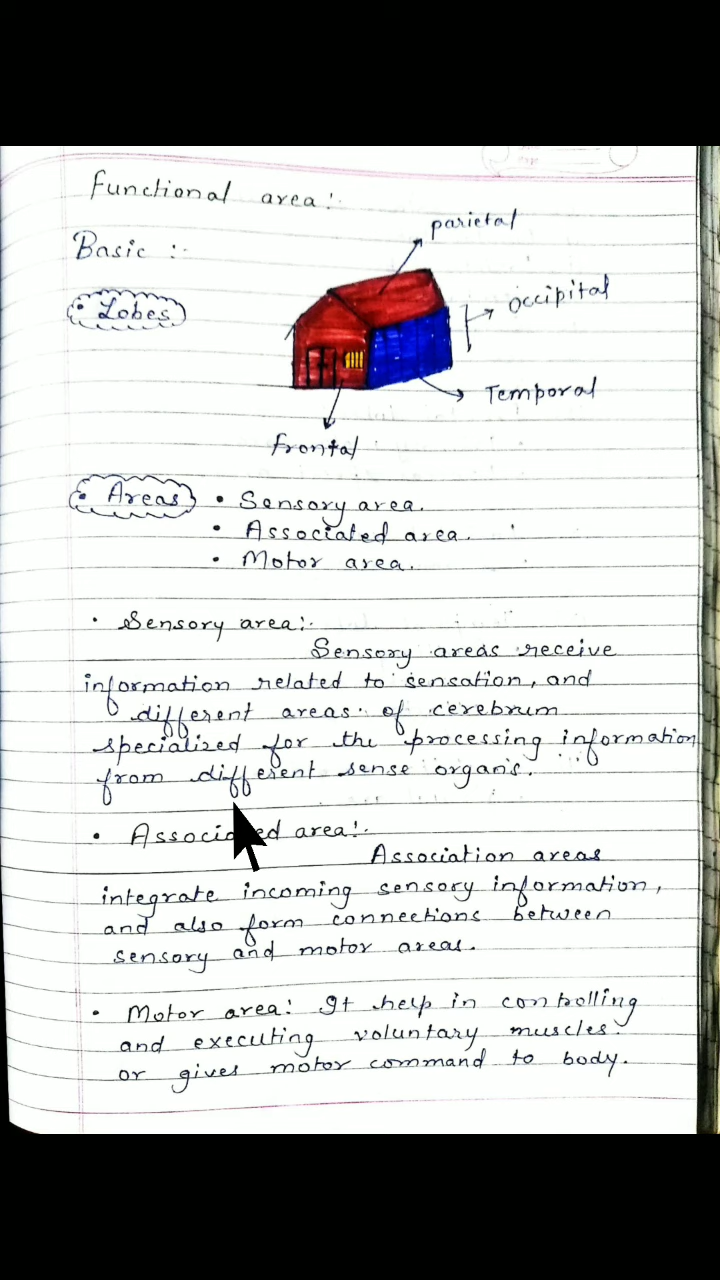 Functional area:-
Basic :-
parietal
• Lobes
Occipital
Temporal
frontal
• Areas • Sensory area.
• Associated area.
• Motor area.
• Sensory area:-
Sensory areas receive
information related to sensation, and
different areas of cerebrum
specialized for the processing information
from different sense organs.
• Associated area:-
Association areas
integrate incoming sensory information,
and also form connections between
sensory and motor areas.
• Motor area: It help in controlling
and executing voluntary muscles.
or gives motor command to body.